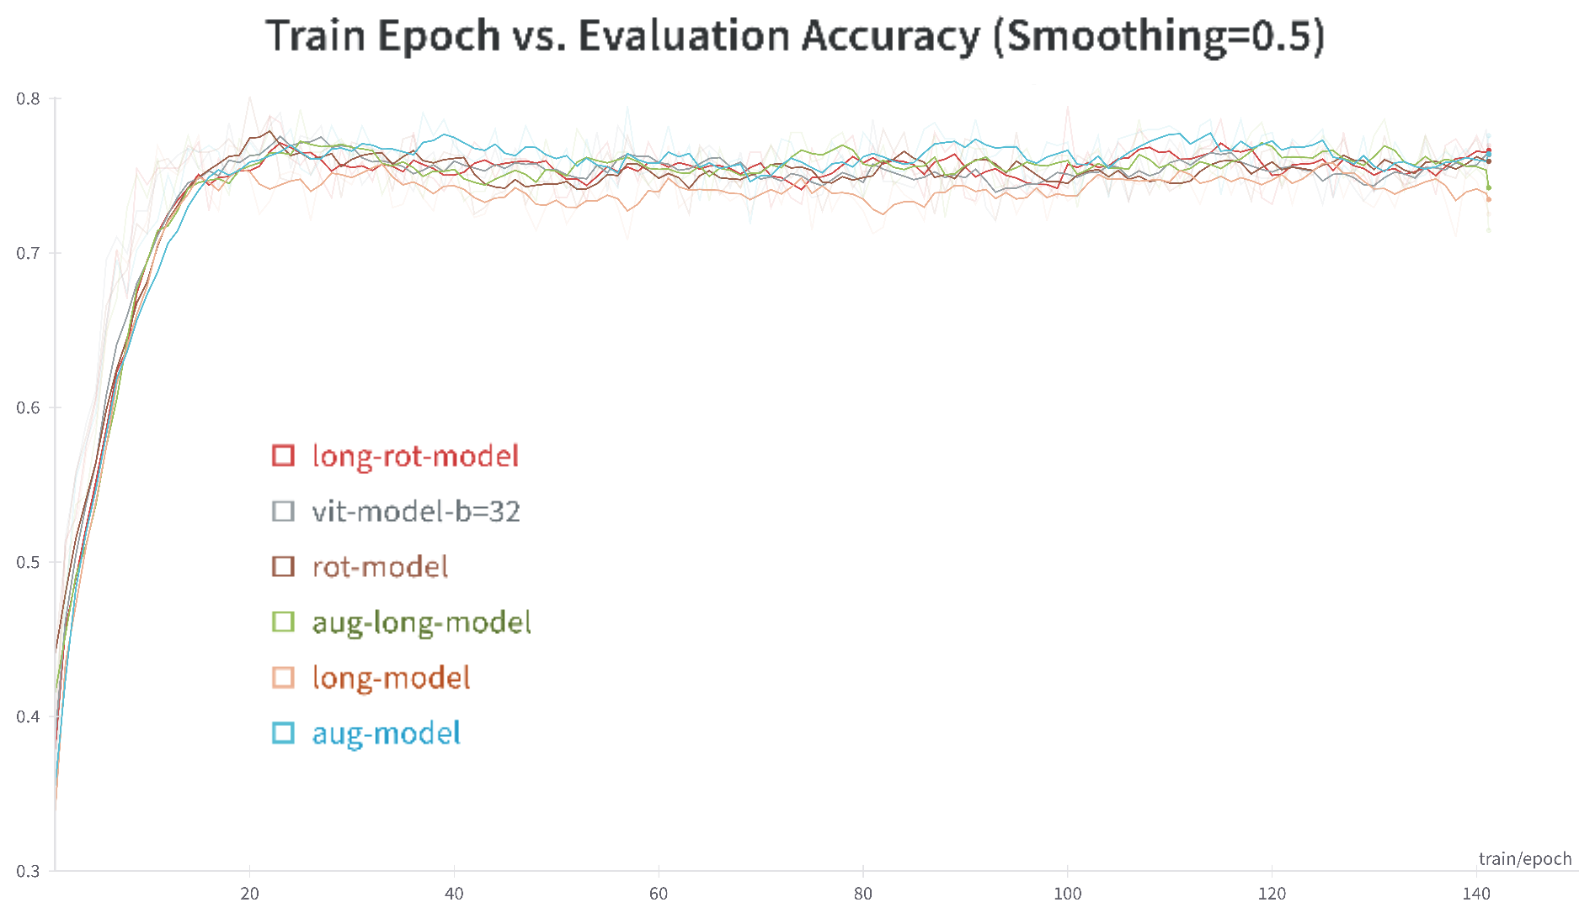 Train Epoch vs. Evaluation Accuracy (Smoothing=0.5)
0.8
0.7
0.6
0.5
0.4
0.3
long-rot-model
vit-model-b=32
rot-model
aug-long-model
long-model
aug-model
train/epoch
20 40 60 80 100 120 140